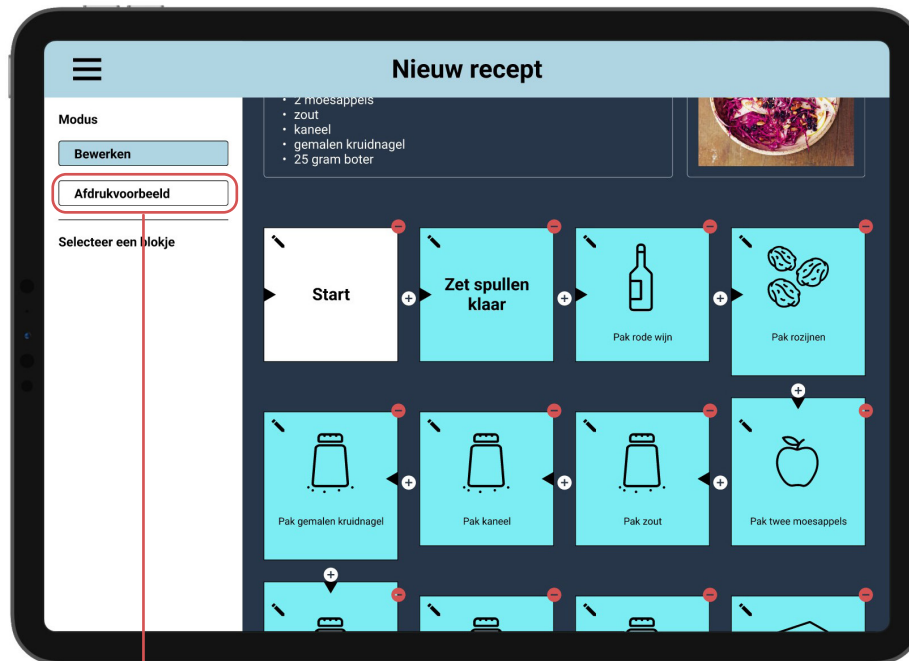 Nieuw recept
Modus
Bewerken
Afdrukvoorbeeld
Selecteer een blokje
• 2 moesappels
• zout
• kaneel
• gemalen kruidnagel
• 25 gram boter
Start
Zet spullen
klaar
Pak rode wijn
Pak rozijnen
Pak gemalen kruidnagel
Pak kaneel
Pak zout
Pak twee moesappels